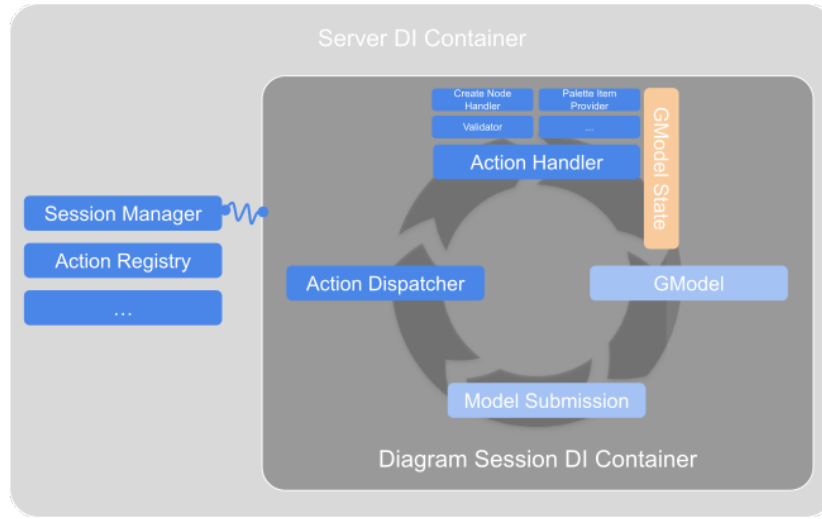 Server DI Container
Create Node
Handler
Palette Item
Provider
Validator
...
Action Handler
GModel State
Session Manager
Action Registry
...
Action Dispatcher
GModel
Model Submission
Diagram Session DI Container